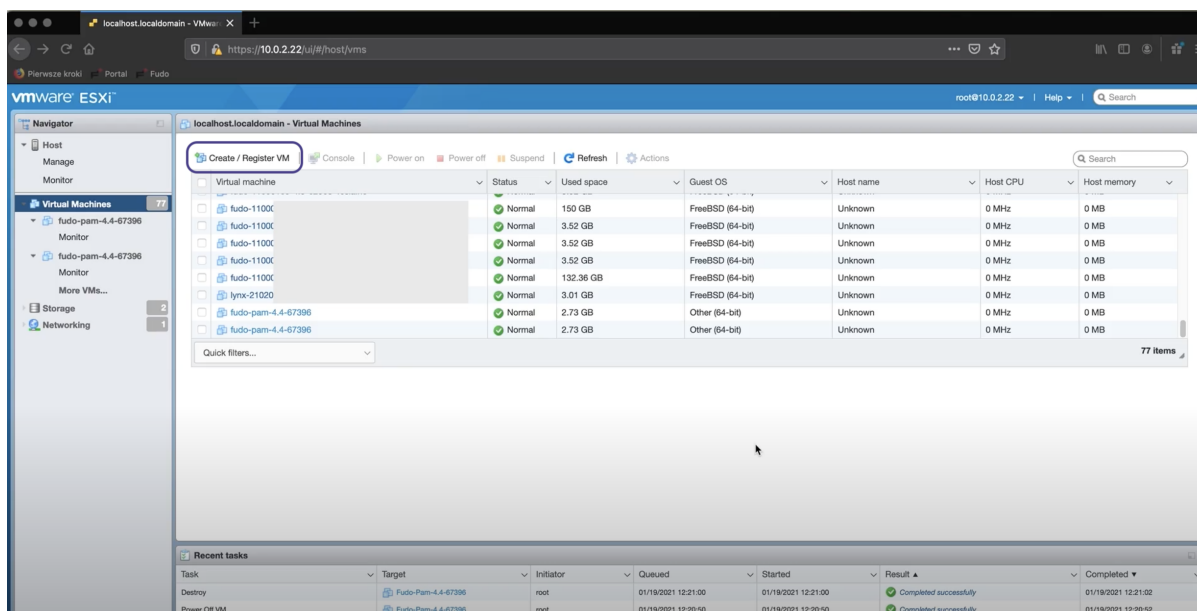 localhost.localdomain - VMwar
https://10.0.2.22/ui/#/host/vms
Pierwsze kroki Portal Fudo
vmware ESXi™
root@10.0.2.22 Help Search
Navigator
Host
Manage
Monitor
Virtual Machines 77
fudo-pam-4.4-67396
Monitor
fudo-pam-4.4-67396
Monitor
More VMs...
Storage 2
Networking 1
localhost.localdomain - Virtual Machines
Create / Register VM Console Power on Power off Suspend Refresh Actions Search
Virtual machine Status Used space Guest OS Host name Host CPU Host memory
fudo-1100 Normal 150 GB FreeBSD (64-bit) Unknown 0 MHz 0 MB
fudo-1100 Normal 3.52 GB FreeBSD (64-bit) Unknown 0 MHz 0 MB
fudo-1100 Normal 3.52 GB FreeBSD (64-bit) Unknown 0 MHz 0 MB
fudo-1100 Normal 3.52 GB FreeBSD (64-bit) Unknown 0 MHz 0 MB
fudo-1100 Normal 132.36 GB FreeBSD (64-bit) Unknown 0 MHz 0 MB
lynx-21020 Normal 3.01 GB FreeBSD (64-bit) Unknown 0 MHz 0 MB
fudo-pam-4.4-67396 Normal 2.73 GB Other (64-bit) Unknown 0 MHz 0 MB
fudo-pam-4.4-67396 Normal 2.73 GB Other (64-bit) Unknown 0 MHz 0 MB
Quick filters... 77 items
Recent tasks
Task Target Initiator Queued Started Result Completed
Destroy Fudo-Pam-4.4-67396 root 01/19/2021 12:21:00 01/19/2021 12:21:00 Completed successfully 01/19/2021 12:21:02
Power Off VM Fudo-Pam-4.4-67396 root 01/19/2021 12:20:50 01/19/2021 12:20:50 Completed successfully 01/19/2021 12:20:52